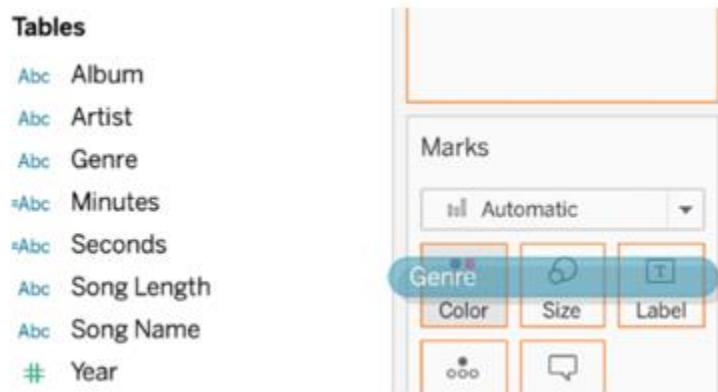 Tables
Abc Album
Abc Artist
Abc Genre
=Abc Minutes
=Abc Seconds
Abc Song Length
Abc Song Name
# Year
Marks
Automatic
Genre
T
Color Size Label